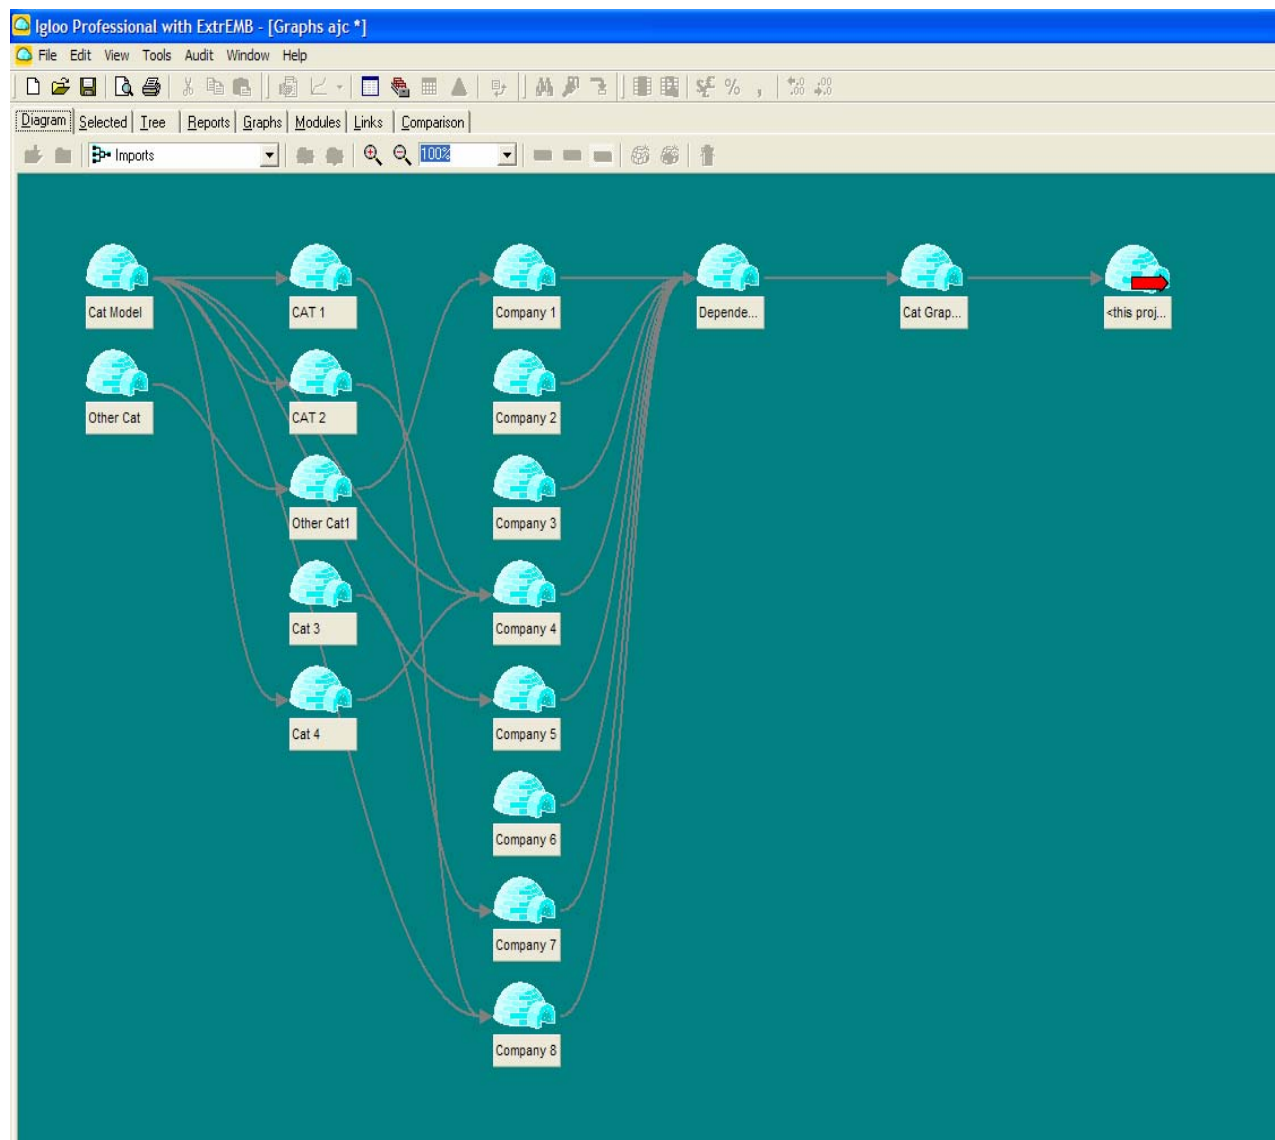 Igloo Professional with ExtrEMB - [Graphs ajc *]
File Edit View Tools Audit Window Help
Diagram Selected Tree Reports Graphs Modules Links Comparison
Imports 100%
Cat Model CAT 1 Company 1 Depende... Cat Grap... <this proj...
Other Cat CAT 2 Company 2
Other Cat1 Company 3
Cat 3 Company 4
Cat 4 Company 5
Company 6
Company 7
Company 8